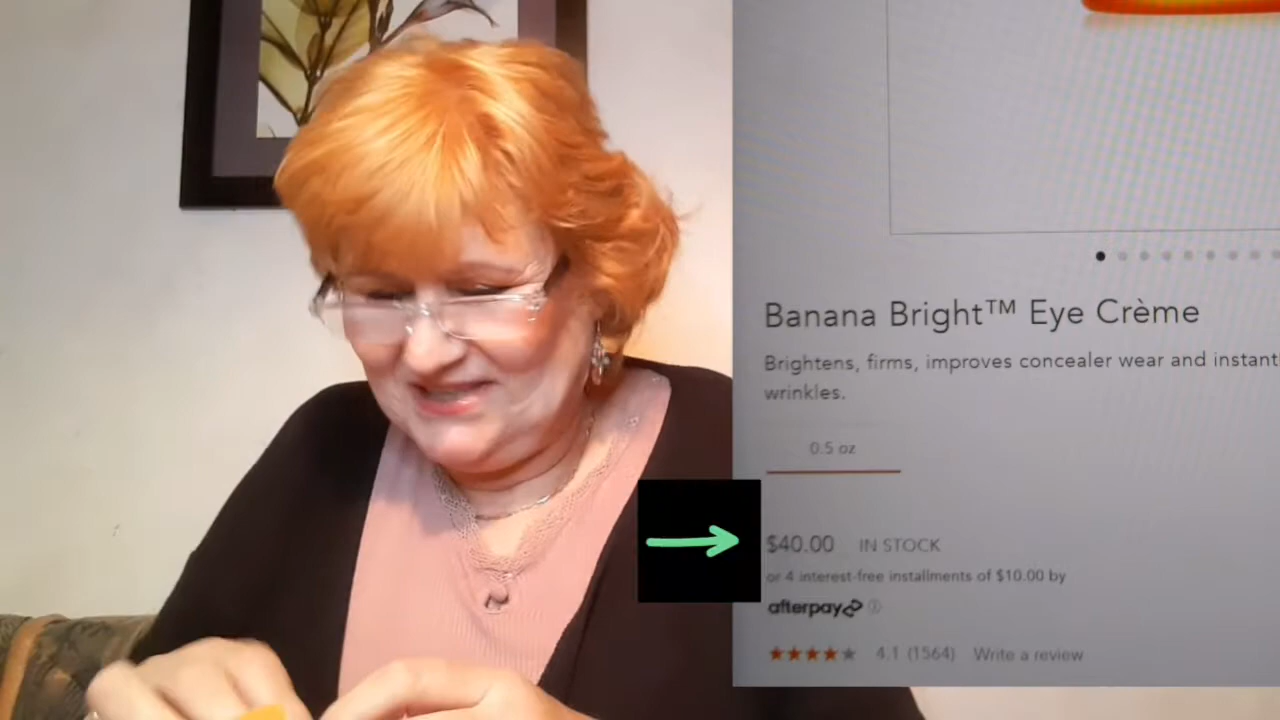 Banana Bright™ Eye Crème
Brightens, firms, improves concealer wear and
wrinkles.
0.5 oz
$40.00 IN STOCK
or 4 interest-free installments of $10.00 by
afterpay
4.1 (1564) Write a review